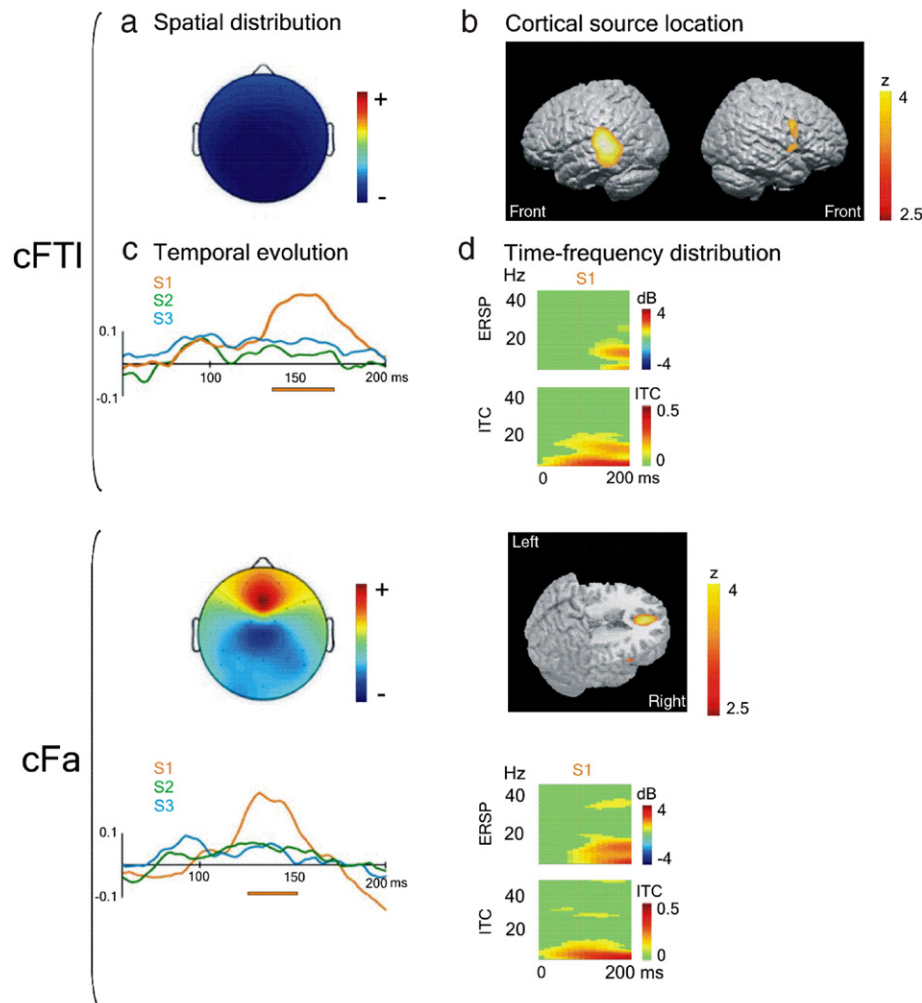 a Spatial distribution
b Cortical source location
+
-
Front
Front
z
4
2.5
cFTI
c Temporal evolution
S1
S2
S3
0.1
-0.1
100
150
200 ms
d Time-frequency distribution
Hz
S1
40
20
ERSP
dB
4
-4
40
20
ITC
ITC
0.5
0
0
200 ms
cFa
+
-
Left
Right
z
4
2.5
S1
S2
S3
0.1
-0.1
100
150
200 ms
Hz
S1
40
20
ERSP
dB
4
-4
40
20
ITC
ITC
0.5
0
0
200 ms